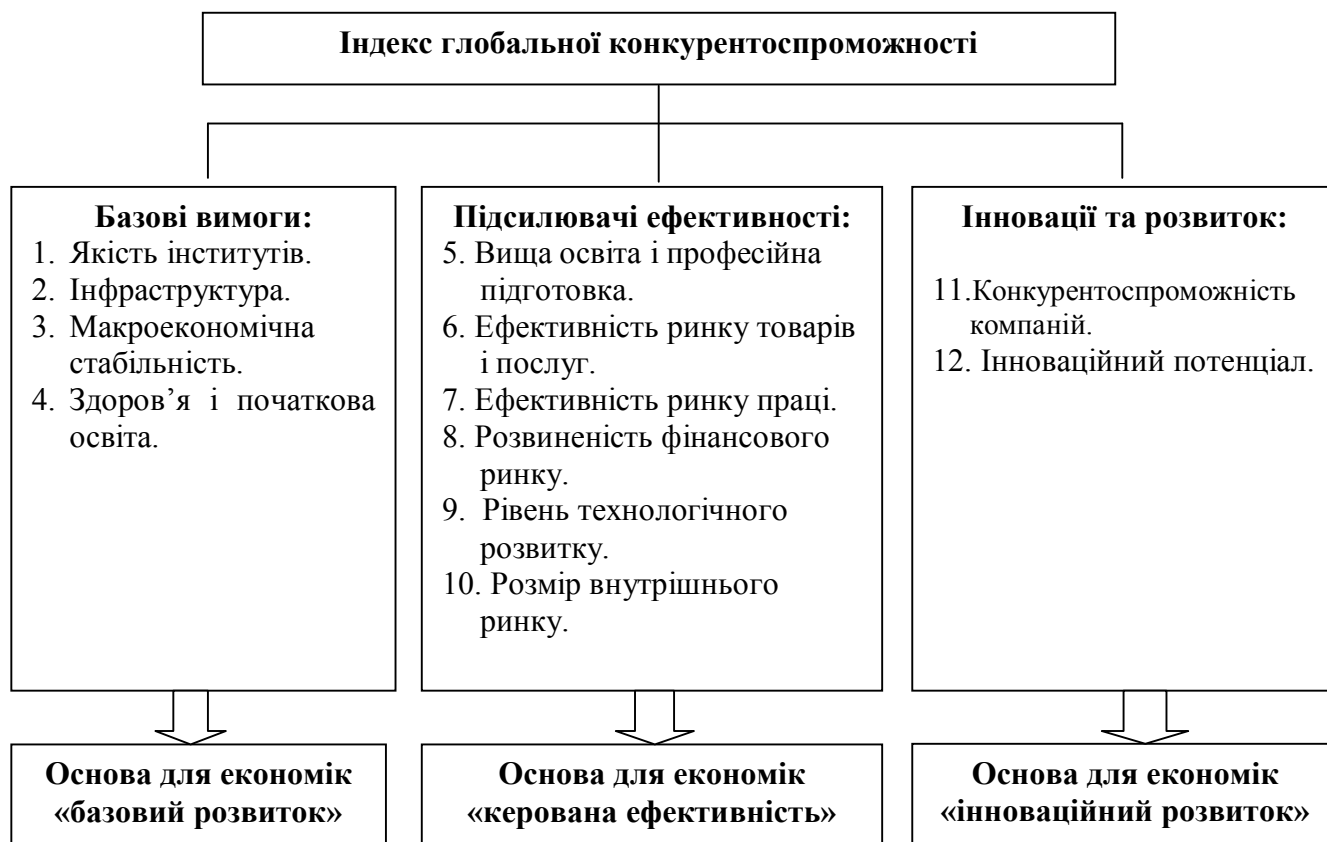 Індекс глобальної конкурентоспроможності
Базові вимоги:
1. Якість інститутів.
2. Інфраструктура.
3. Макроекономічна
стабільність.
4. Здоров’я і початкова
освіта.
Підсилювачі ефективності:
5. Вища освіта і професійна
підготовка.
6. Ефективність ринку товарів
і послуг.
7. Ефективність ринку праці.
8. Розвиненість фінансового
ринку.
9. Рівень технологічного
розвитку.
10. Розмір внутрішнього
ринку.
Інновації та розвиток:
11.Конкурентоспроможність
компаній.
12. Інноваційний потенціал.
Основа для економік
«базовий розвиток»
Основа для економік
«керована ефективність»
Основа для економік
«інноваційний розвиток»